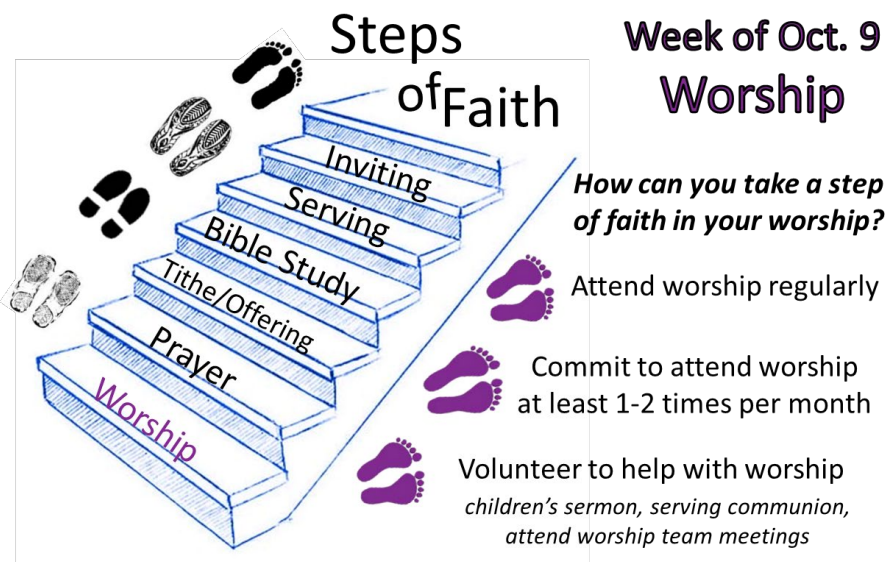 Steps
of Faith
Week of Oct. 9
Worship
Inviting
Serving
Bible Study
Tithe/Offering
Prayer
Worship
How can you take a step
of faith in your worship?
Attend worship regularly
Commit to attend worship
at least 1-2 times per month
Volunteer to help with worship
children's sermon, serving communion,
attend worship team meetings